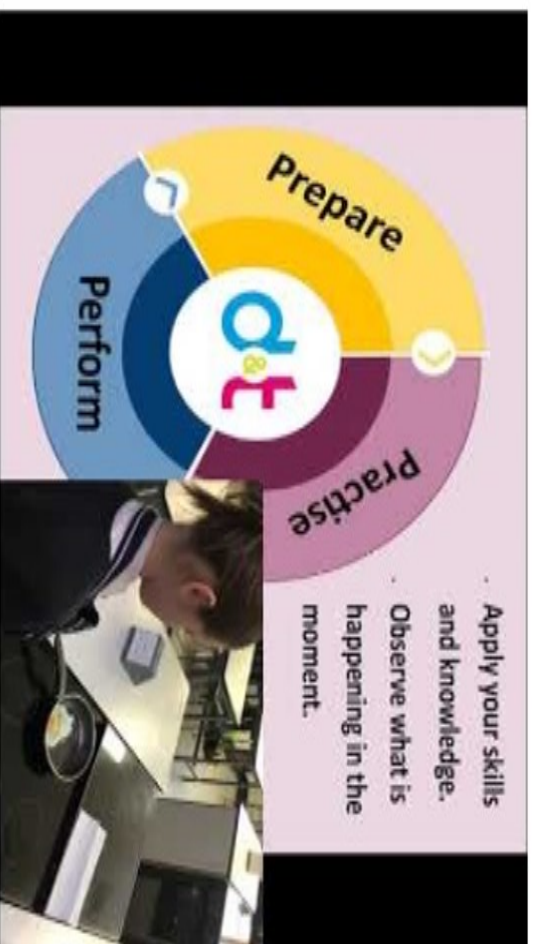 Prepare
Practise
Perform
d&t
· Apply your skills
and knowledge.
· Observe what is
happening in the
moment.